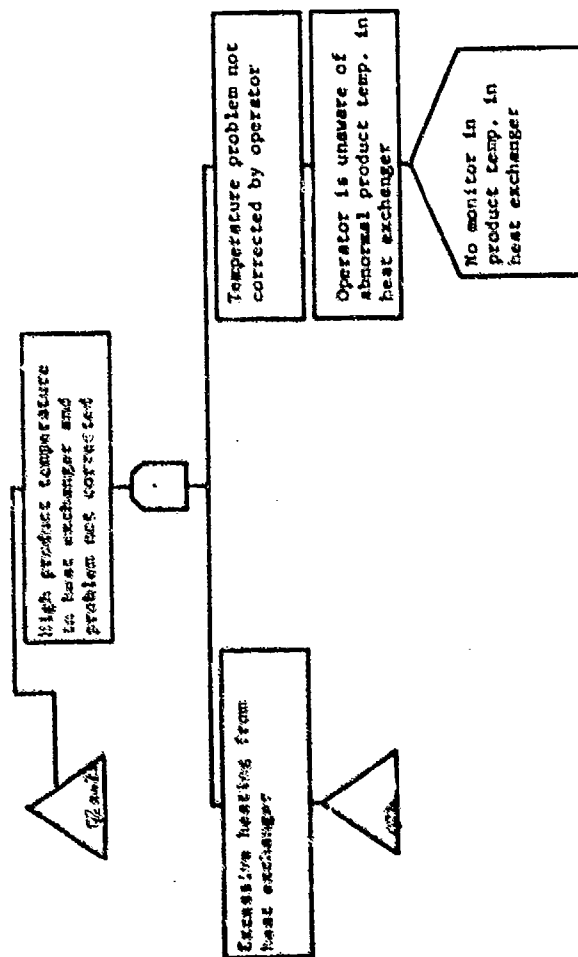 High product temperature
in heat exchanger and
problem not corrected
Excessive heating from
heat exchanger
Temperature problem not
corrected by operator
Operator is unaware of
abnormal product temp. in
heat exchanger
No monitor in
product temp. in
heat exchanger